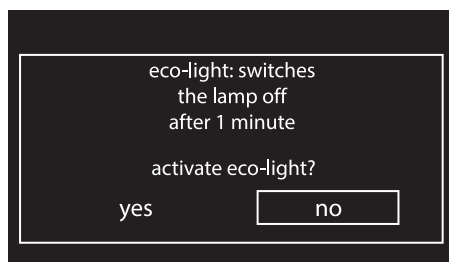 eco-light: switches
the lamp off
after 1 minute
activate eco-light?
yes no